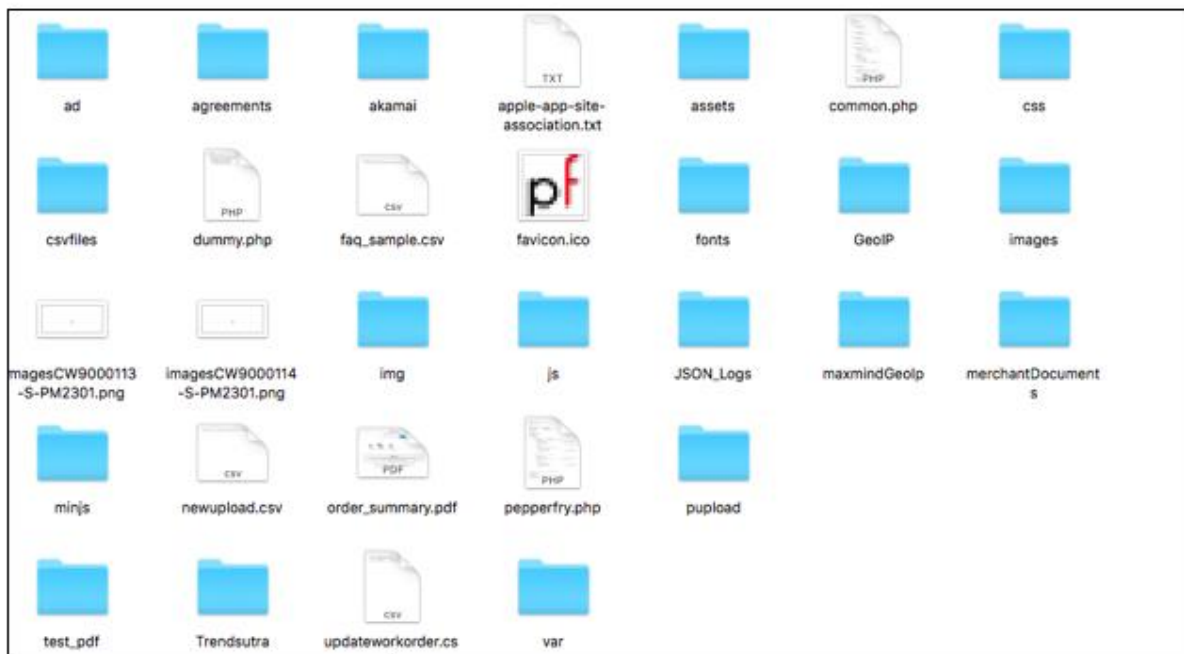 TXT
PHP
ad
agreements
akamai
apple-app-site-
association.txt
assets
common.php
css
PHP
CSV
pf
csvfiles
dummy.php
faq_sample.csv
favicon.ico
fonts
GeoIP
images
magesCW9000113
-S-PM2301.png
imagesCW9000114
-S-PM2301.png
img
js
JSON_Logs
maxmindGeoIp
merchantDocument
s
CSV
PDF
PHP
minjs
newupload.csv
order_summary.pdf
pepperfry.php
pupload
CSV
test_pdf
Trendsutra
updateworkorder.cs
var